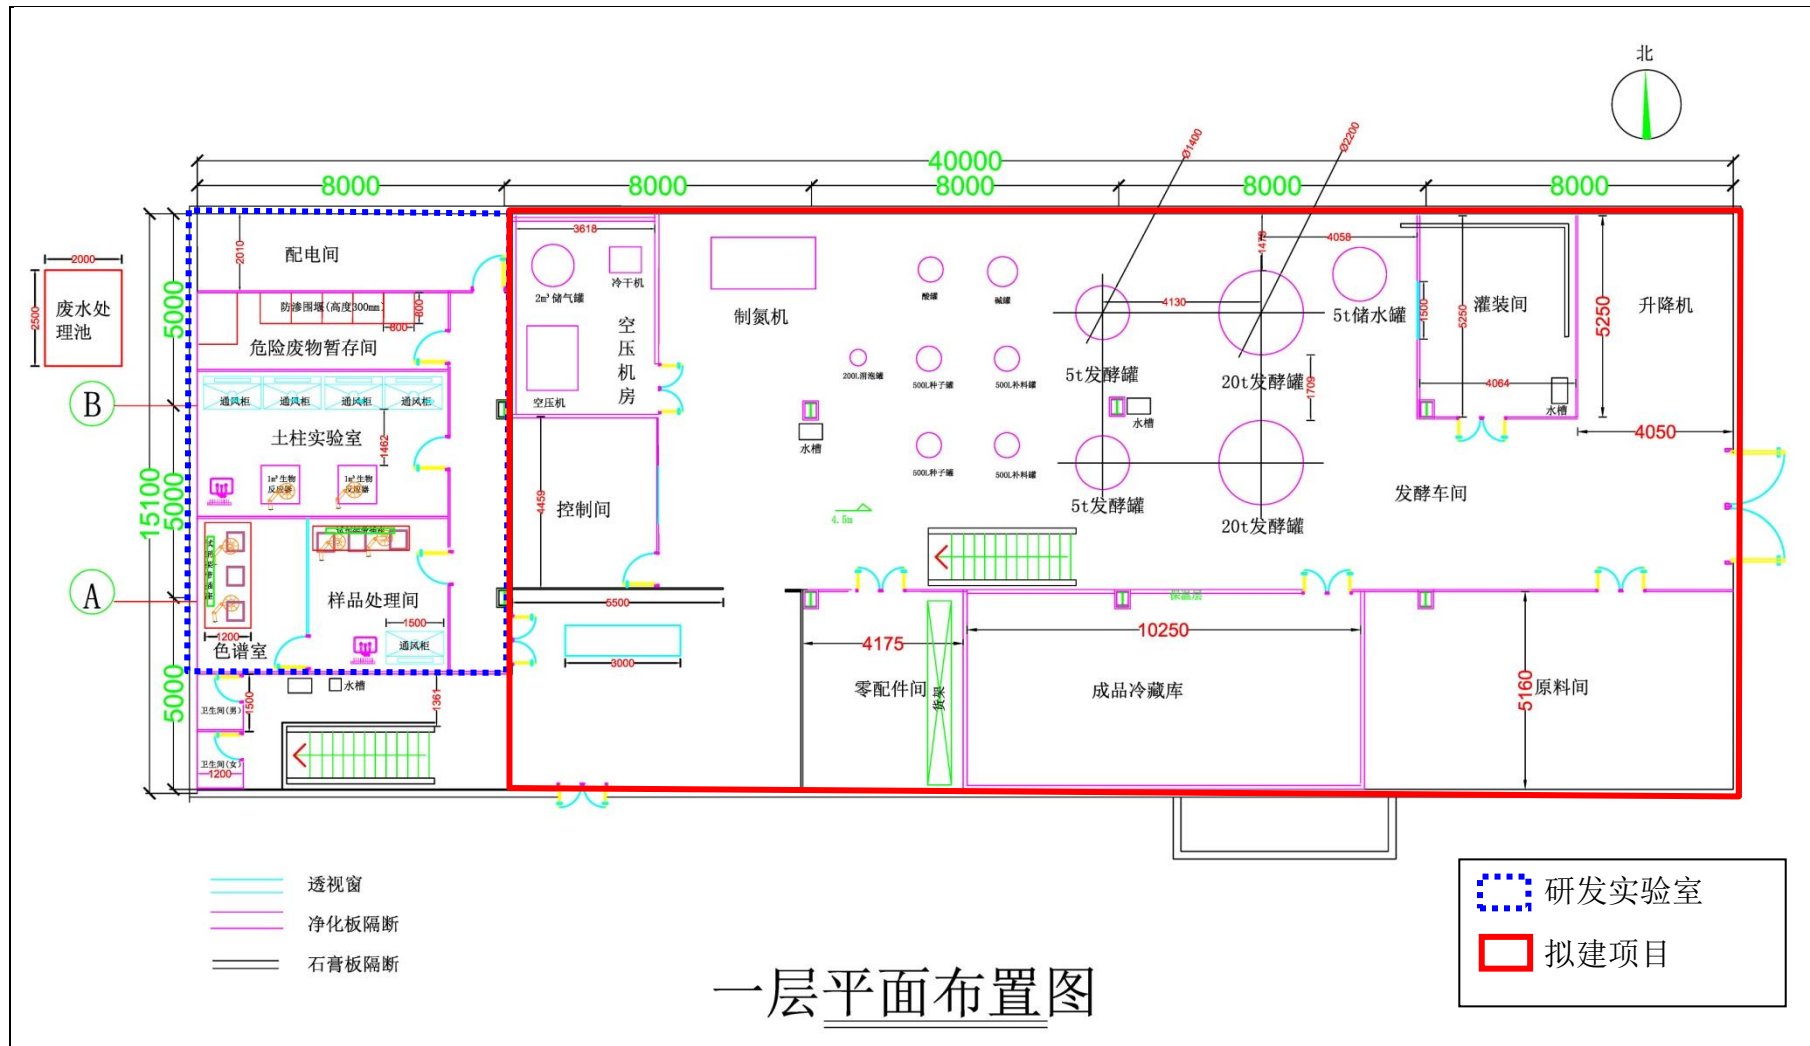 北
Ø1400
Ø2200
40000
8000
8000
8000
8000
8000
2000
2500
废水处
理池
5000
5000
5000
15100
B
A
配电间
2010
防渗围堰(高度300mm)
800
800
危险废物暂存间
通风柜
通风柜
通风柜
通风柜
土柱实验室
1462
1m³生物
反应器
1m³生物
反应器
样品处理间
1500
通风柜
1200
色谱室
水槽
1361
1500
卫生间(男)
卫生间(女)
1200
3618
2m³储气罐
冷干机
空压机房
空压机
4459
控制间
5500
3000
制氮机
酸罐
碱罐
200L溶泡罐
500L种子罐
500L补料罐
500L种子罐
500L补料罐
水槽
水槽
4.5m
4130
1479
4058
5t发酵罐
20t发酵罐
1709
5t发酵罐
20t发酵罐
5t储水罐
1500
5250
灌装间
4064
水槽
5250
升降机
4050
发酵车间
保温层
4175
零配件间
货架
10250
成品冷藏库
5160
原料间
透视窗
净化板隔断
石膏板隔断
一层平面布置图
研发实验室
拟建项目